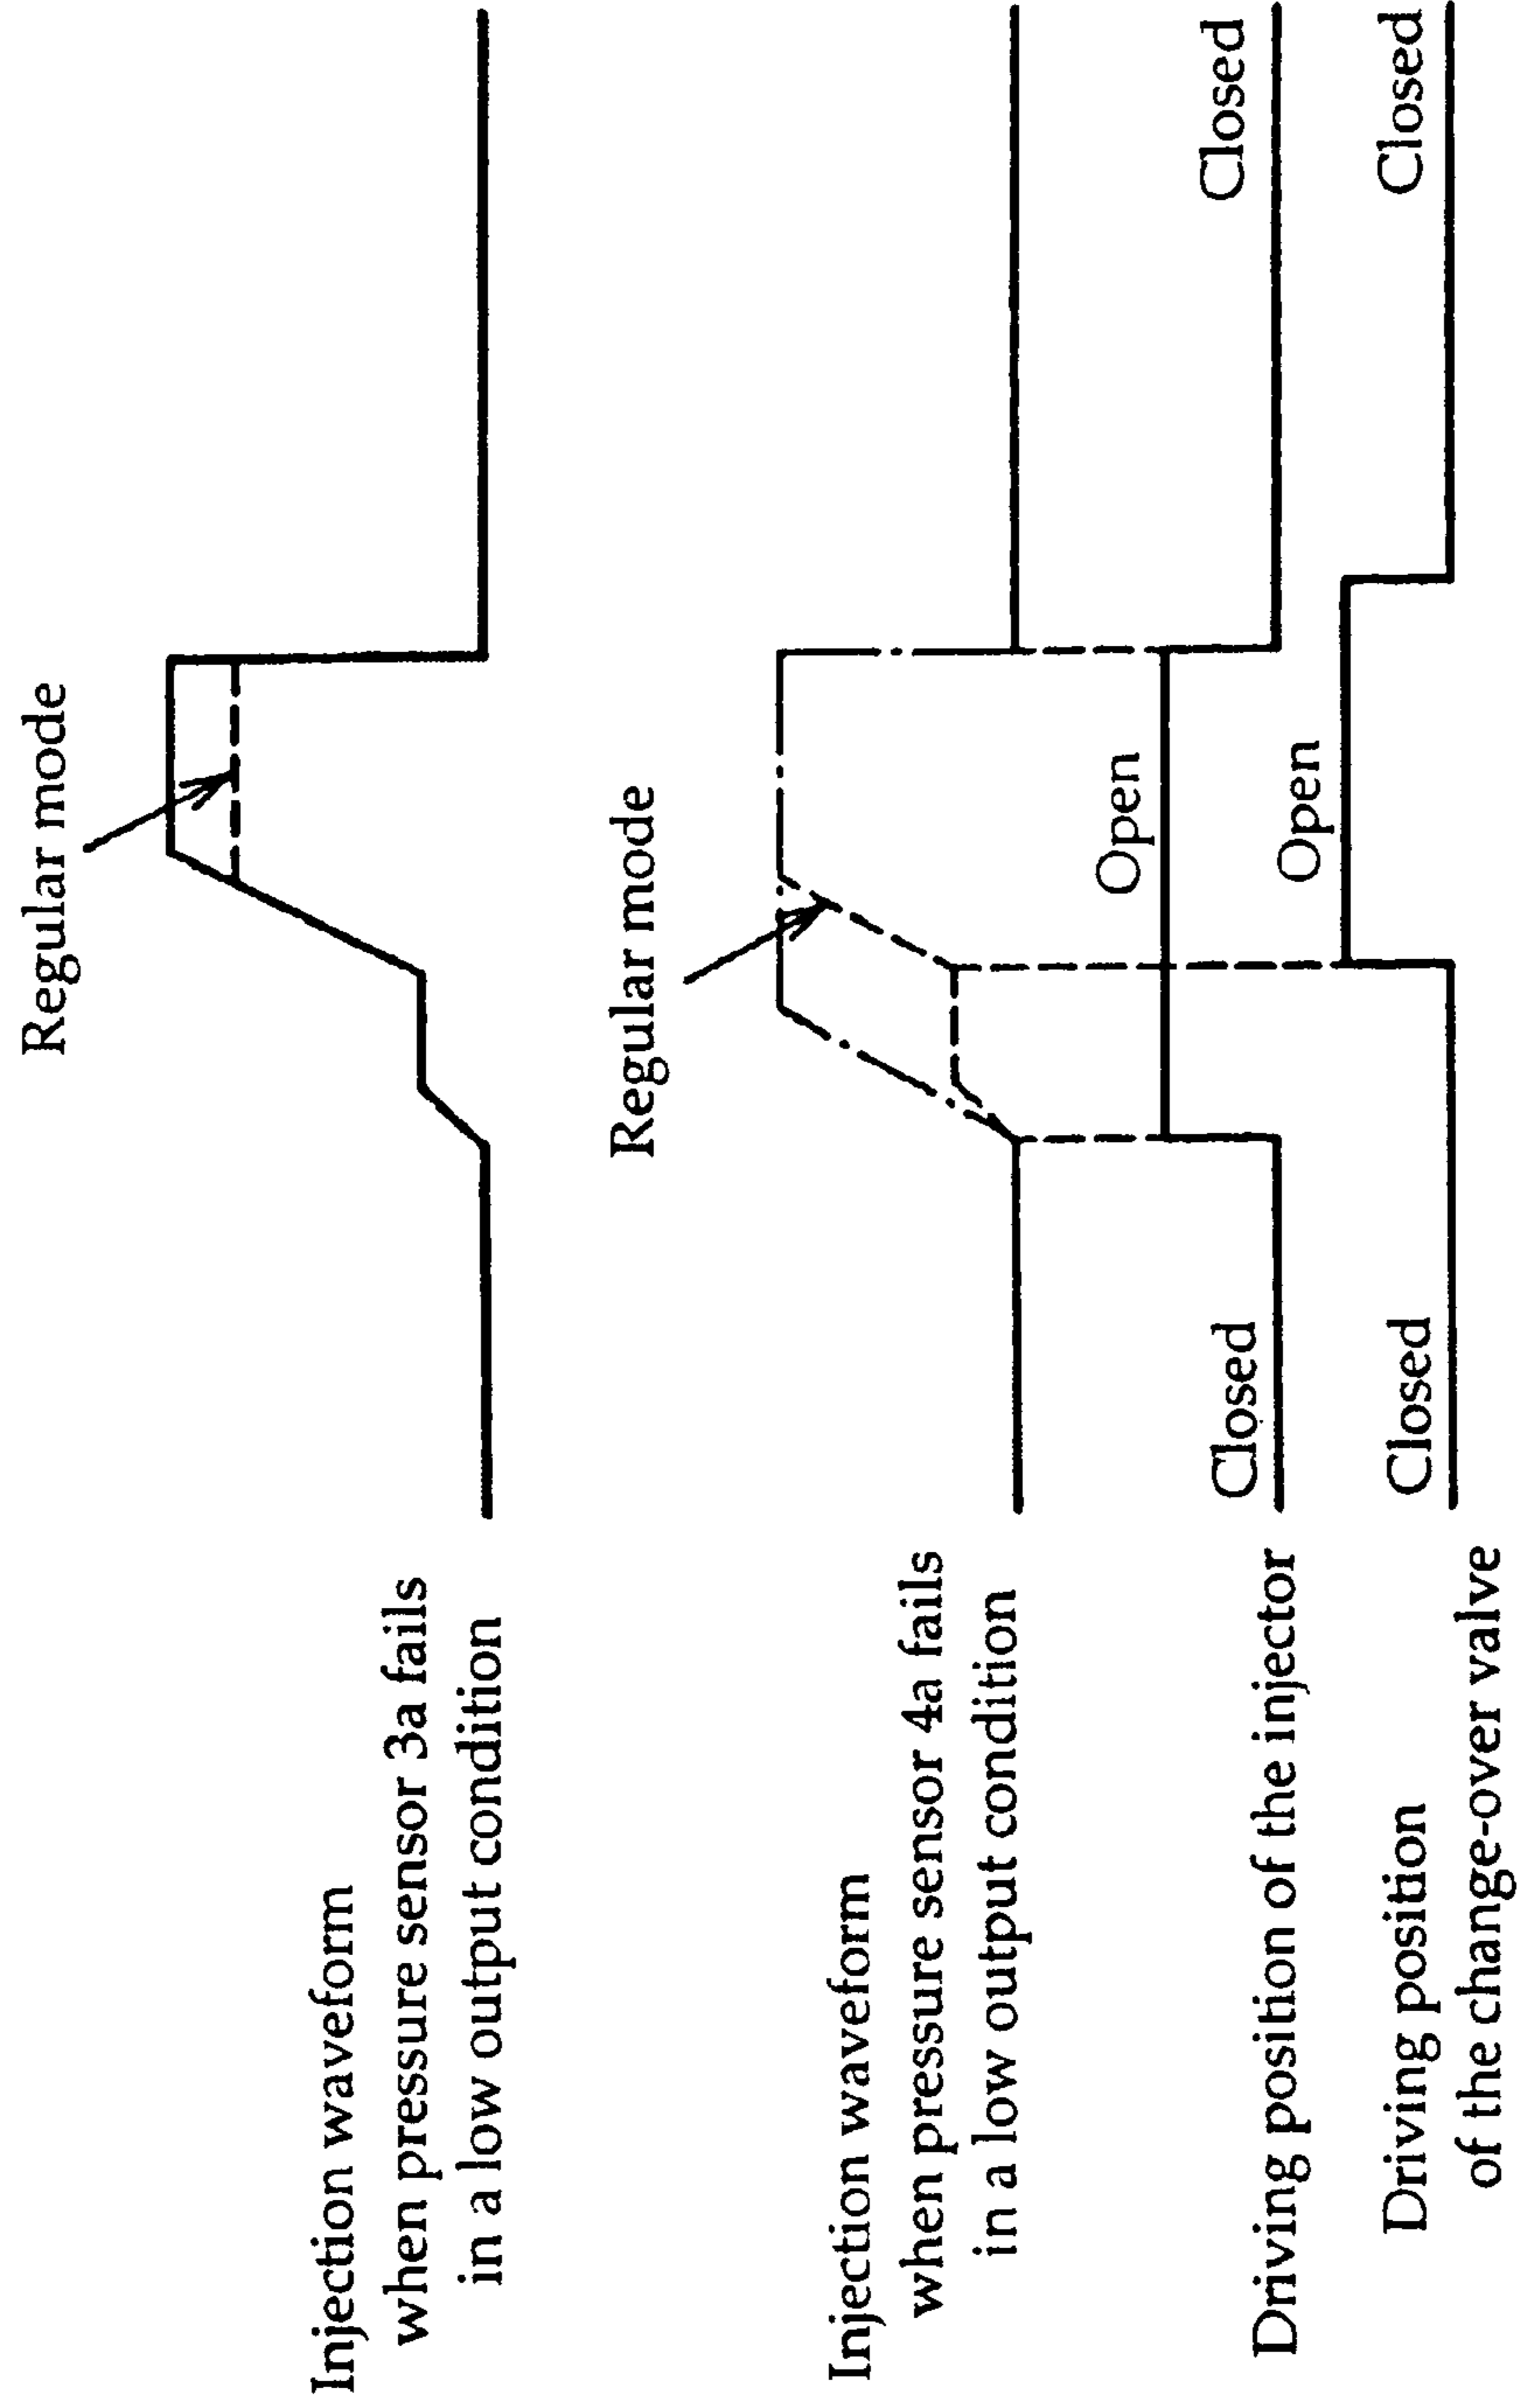 Regular mode
Injection waveform
when pressure sensor 3a fails
in a low output condition
Regular mode
Injection waveform
when pressure sensor 4a fails
in a low output condition
Open
Closed
Closed
Driving position of the injector
Open
Closed
Closed
Driving position
of the change-over valve